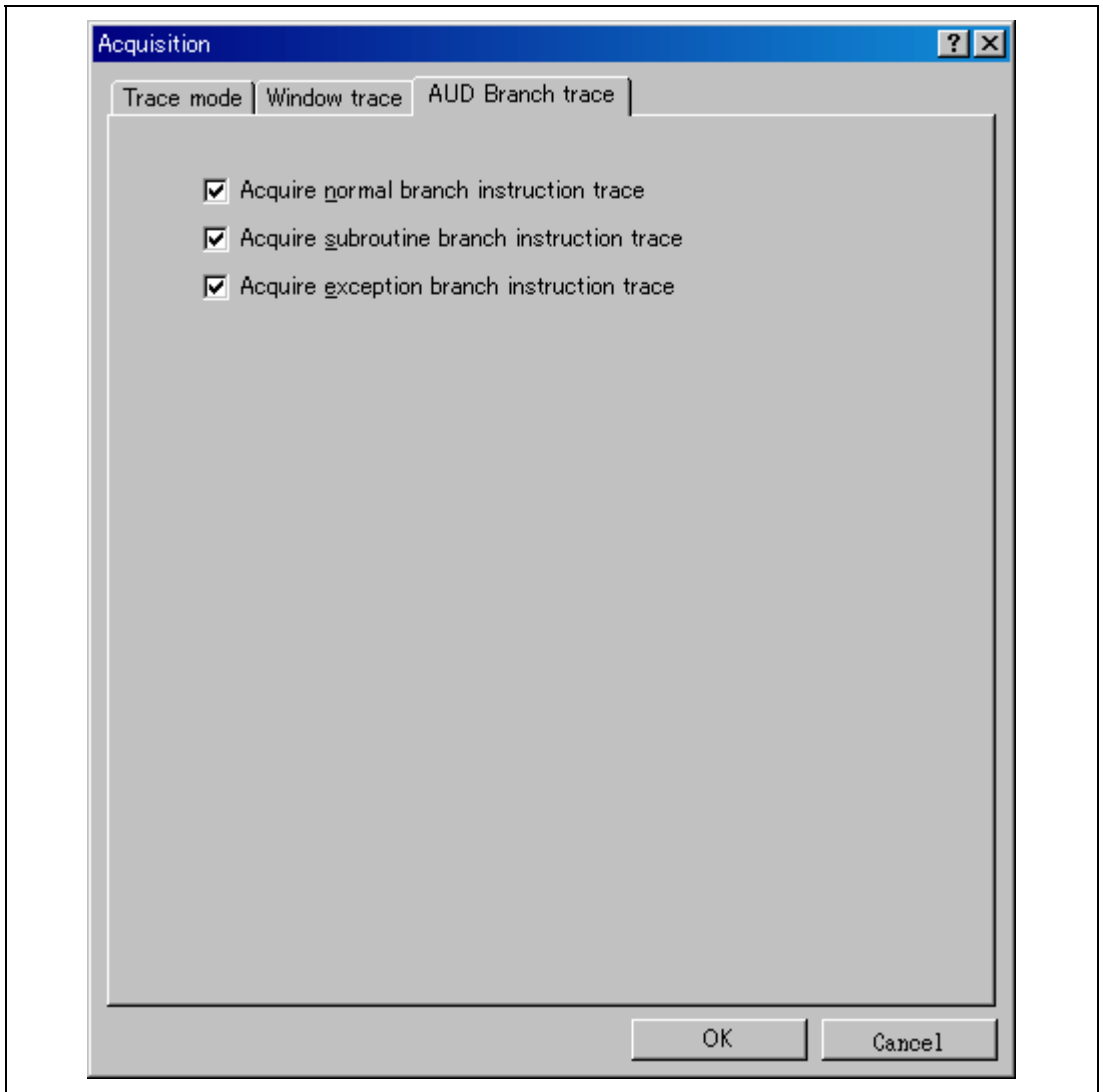 Acquisition
Trace mode Window trace AUD Branch trace
Acquire normal branch instruction trace
Acquire subroutine branch instruction trace
Acquire exception branch instruction trace
OK Cancel